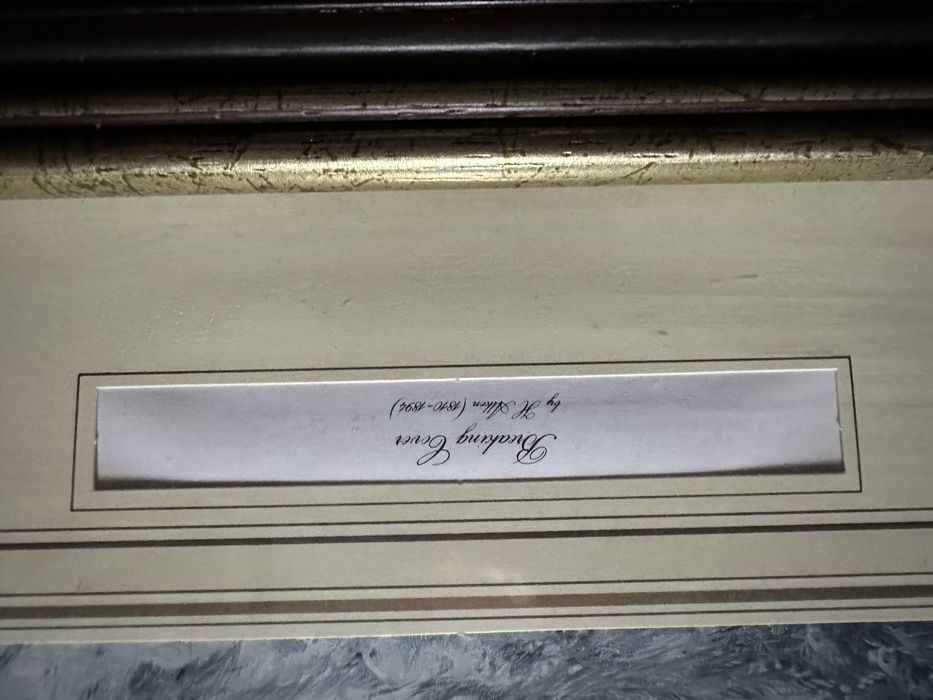 Breaking Cover
by H. Alken (1810-1894)